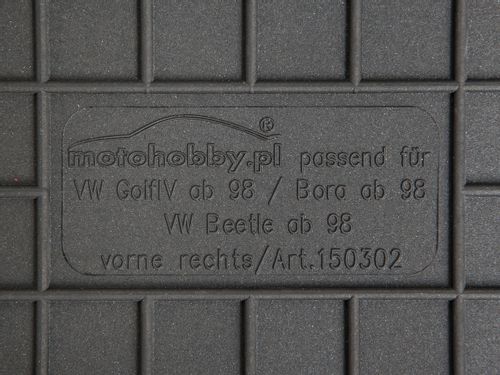 motohobby.pl ® passend für
VW GolfIV ab 98 / Bora ab 98
VW Beetle ab 98
vorne rechts/Art.150302